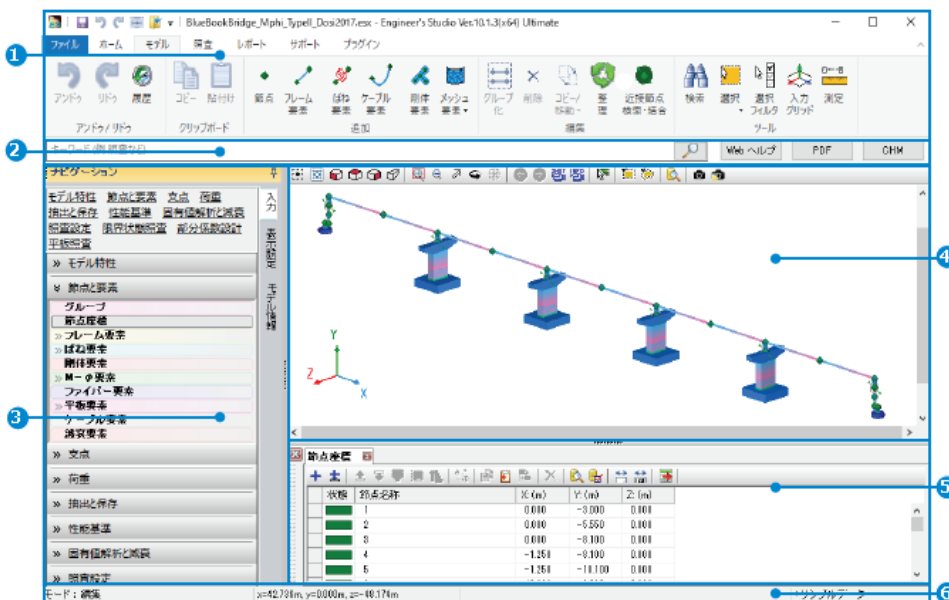 BlueBookBridge_Mphi_TypeII_Dosi2017.esx - Engineer's Studio Ver.10.1.3(x64) Ultimate
ファイル ホーム モデル 照査 レポート サポート プラグイン
1
アンドゥ リドゥ 履歴 コピー 貼付け 節点 フレーム要素 ばね要素 ケーブル要素 剛体要素 メッシュ要素 グループ化 削除 コピー/移動 整理 近接節点検索・結合 検索 選択 選択フィルタ 入力グリッド 測定
アンドゥ/リドゥ クリップボード 追加 編集 ツール
2
Web ヘルプ PDF CHM
ナビゲーション
モデル特性 節点と要素 支点 荷重
抽出と保存 性能基準 固有値解析と減衰
照査設定 限界状態照査 部分係数設計
平板照査
入力
表示設定
モデル情報
» モデル特性
節点と要素
グループ
節点座標
» フレーム要素
» ばね要素
剛体要素
» M-φ要素
ファイバー要素
» 平板要素
3
ケーブル要素
減衰要素
» 支点
» 荷重
» 抽出と保存
» 性能基準
» 固有値解析と減衰
» 照査設定
4
Y
Z
X
節点座標
5
状態 節点名称 X:(m) Y:(m) Z:(m)
1 0.000 -3.000 0.000
2 0.000 -5.550 0.000
3 0.000 -8.100 0.000
4 -1.250 -8.100 0.000
5 -1.250 -10.100 0.000
モード : 編集
x=42.736m, y=0.000m, z=-48.174m
サンプルデータ
6